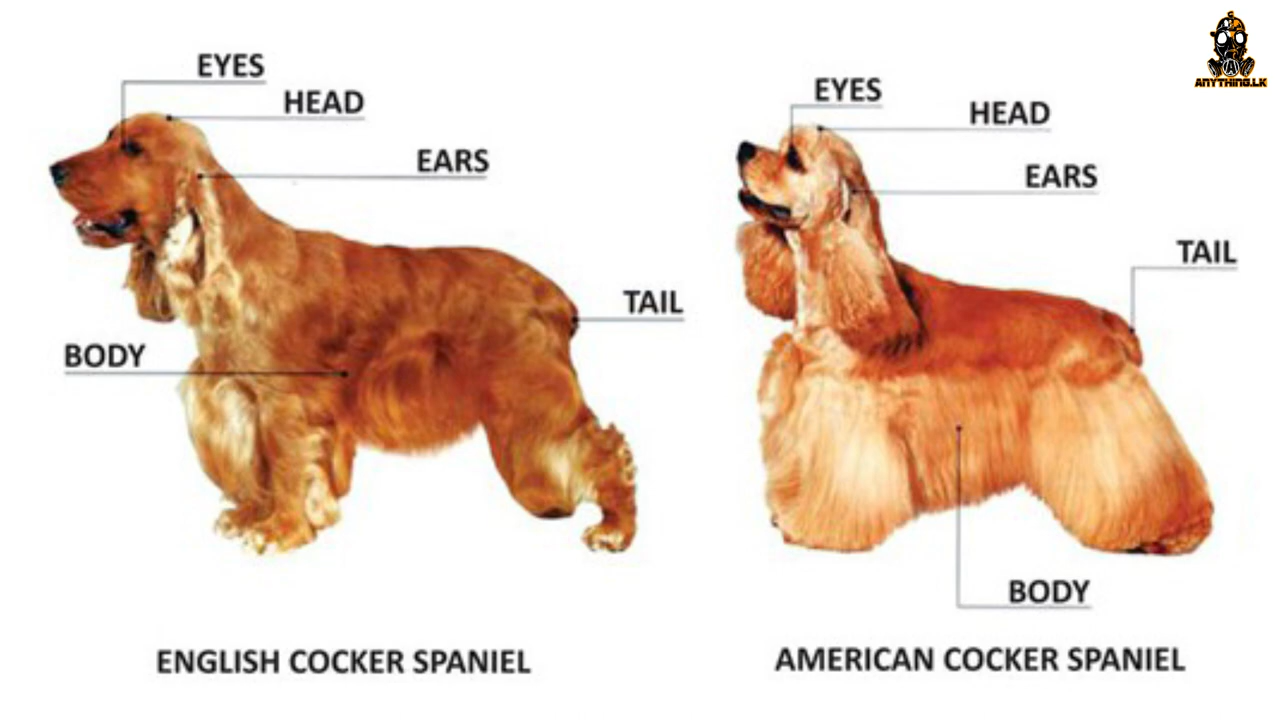 ANYTHING.LK
EYES
HEAD
EARS
TAIL
BODY
ENGLISH COCKER SPANIEL
EYES
HEAD
EARS
TAIL
BODY
AMERICAN COCKER SPANIEL